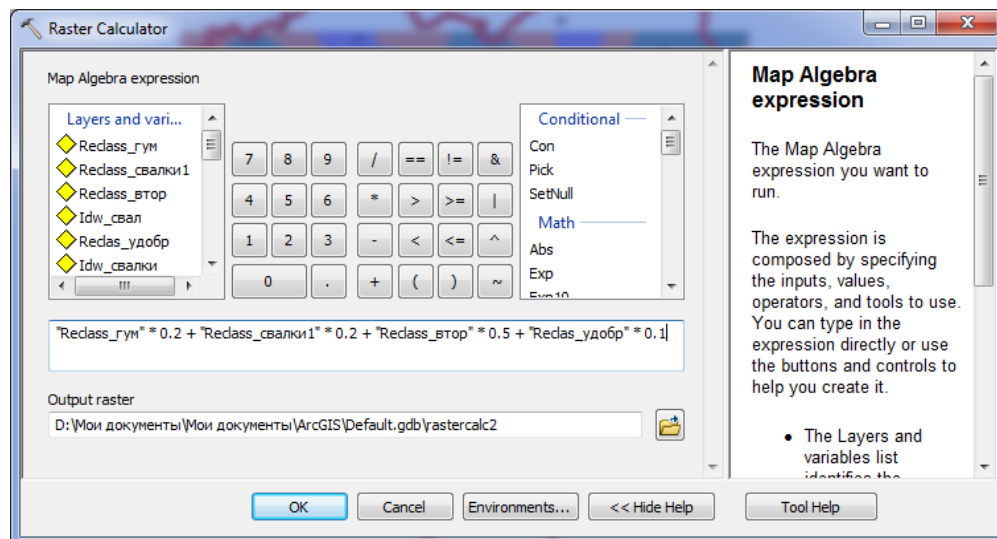 Raster Calculator
Map Algebra expression
Layers and vari...
Reclass_гум
Reclass_свалки1
Reclass_втор
Idw_свал
Reclas_удобр
Idw_свалки
7 8 9 / == != &
4 5 6 * > >= |
1 2 3 - < <= ^
0 . + ( ) ~
Conditional
Con
Pick
SetNull
Math
Abs
Exp
Exp10
"Reclass_гум" * 0.2 + "Reclass_свалки1" * 0.2 + "Reclass_втор" * 0.5 + "Reclas_удобр" * 0.1
Output raster
D:\Мои документы\Мои документы\ArcGIS\Default.gdb\rastercalc2
OK
Cancel
Environments...
<< Hide Help
Tool Help
Map Algebra
expression
The Map Algebra
expression you want to
run.
The expression is
composed by specifying
the inputs, values,
operators, and tools to use.
You can type in the
expression directly or use
the buttons and controls to
help you create it.
• The Layers and
variables list
identifies the